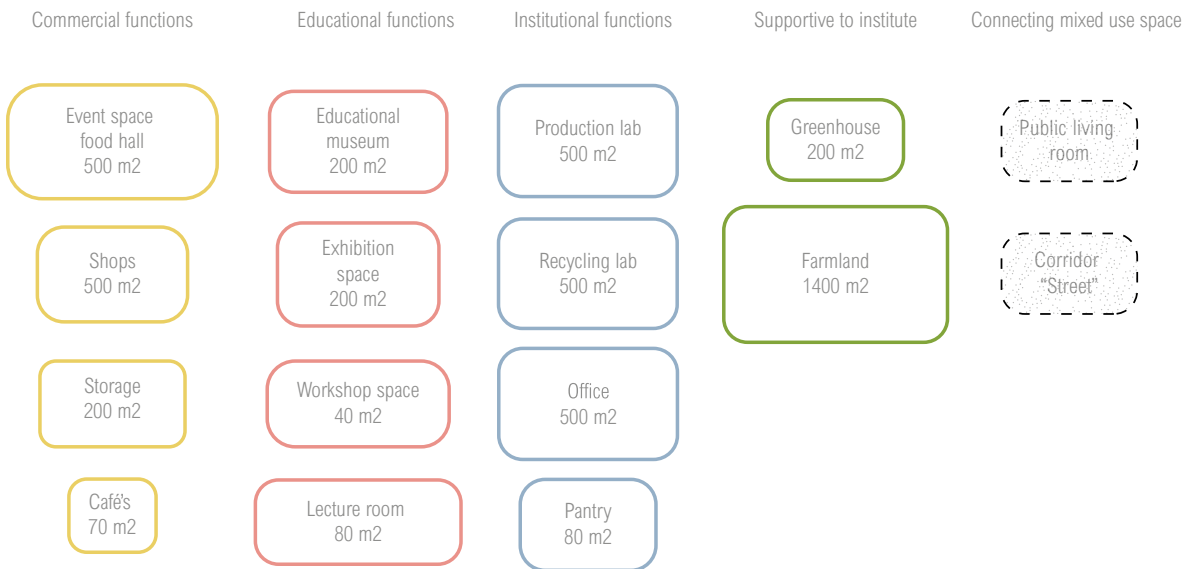 Commercial functions
Educational functions
Institutional functions
Supportive to institute
Connecting mixed use space
Event space
food hall
500 m2
Educational
museum
200 m2
Production lab
500 m2
Greenhouse
200 m2
Public living
room
Shops
500 m2
Exhibition
space
200 m2
Recycling lab
500 m2
Farmland
1400 m2
Corridor
“Street”
Storage
200 m2
Workshop space
40 m2
Office
500 m2
Café's
70 m2
Lecture room
80 m2
Pantry
80 m2